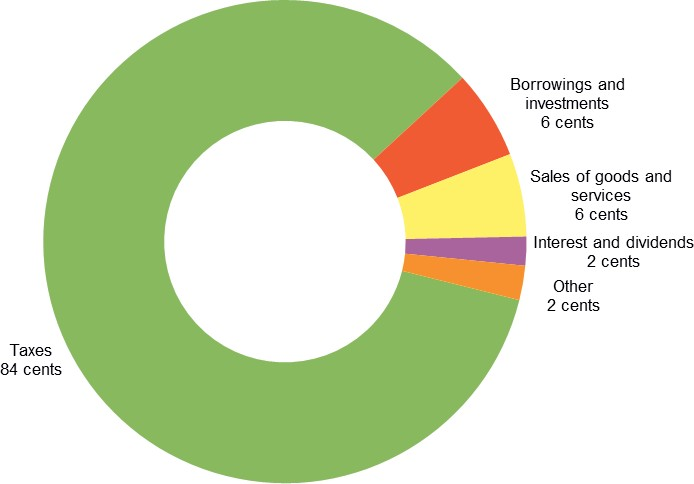 Borrowings and
investments
6 cents
Sales of goods and
services
6 cents
Interest and dividends
2 cents
Other
2 cents
Taxes
84 cents